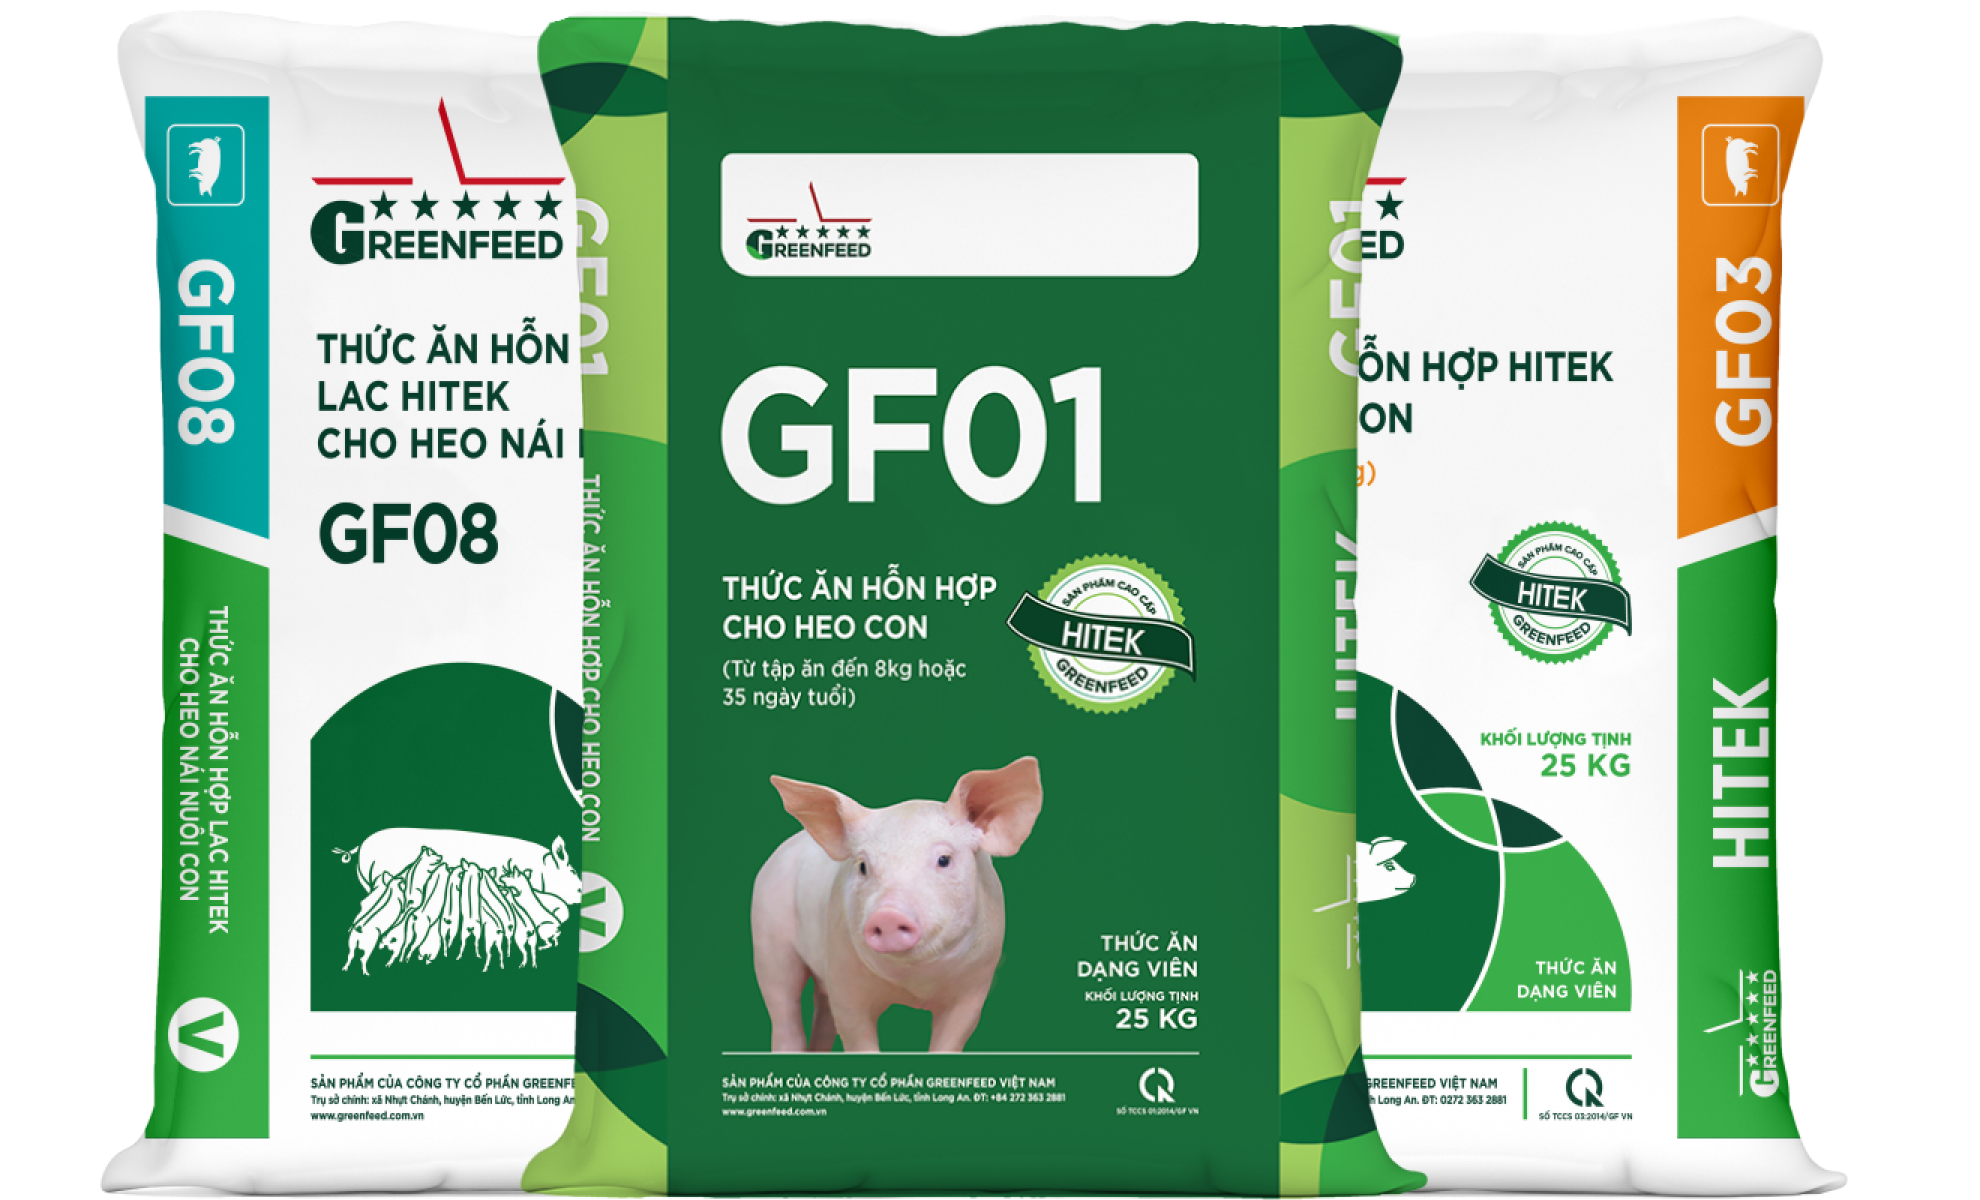 GF08
THỨC ĂN HỖN HỢP LẠC HITEK
CHO HEO NÁI NUÔI CON
V
GREENFEED
THỨC ĂN HỖN
LAC HITEK
CHO HEO NÁI
GF08
SẢN PHẨM CỦA CÔNG TY CỔ PHẦN GREENFE
Trụ sở chính: xã Nhựt Chánh, huyện Bến Lức, tỉnh Long An
www.greenfeed.com.vn
GF01
THỨC ĂN HỖN HỢP CHO HEO CON
V
GREENFEED
GF01
THỨC ĂN HỖN HỢP
CHO HEO CON
(Từ tập ăn đến 8kg hoặc
35 ngày tuổi)
SẢN PHẨM CAO CẤP
HITEK
GREENFEED
THỨC ĂN
DẠNG VIÊN
KHỐI LƯỢNG TỊNH
25 KG
SẢN PHẨM CỦA CÔNG TY CỔ PHẦN GREENFEED VIỆT NAM
Trụ sở chính: xã Nhựt Chánh, huyện Bến Lức, tỉnh Long An. ĐT: +84 272 363 2881
www.greenfeed.com.vn
SỐ TCCS 01:2014/GF VN
GF01
HITEK
ED
ỖN HỢP HITEK
ON
g)
SẢN PHẨM CAO CẤP
HITEK
GREENFEED
KHỐI LƯỢNG TỊNH
25 KG
THỨC ĂN
DẠNG VIÊN
GREENFEED VIỆT NAM
h Long An. ĐT: 0272 363 2881
SỐ TCCS 03:2014/GF VN
GF03
HITEK
GREENFEED